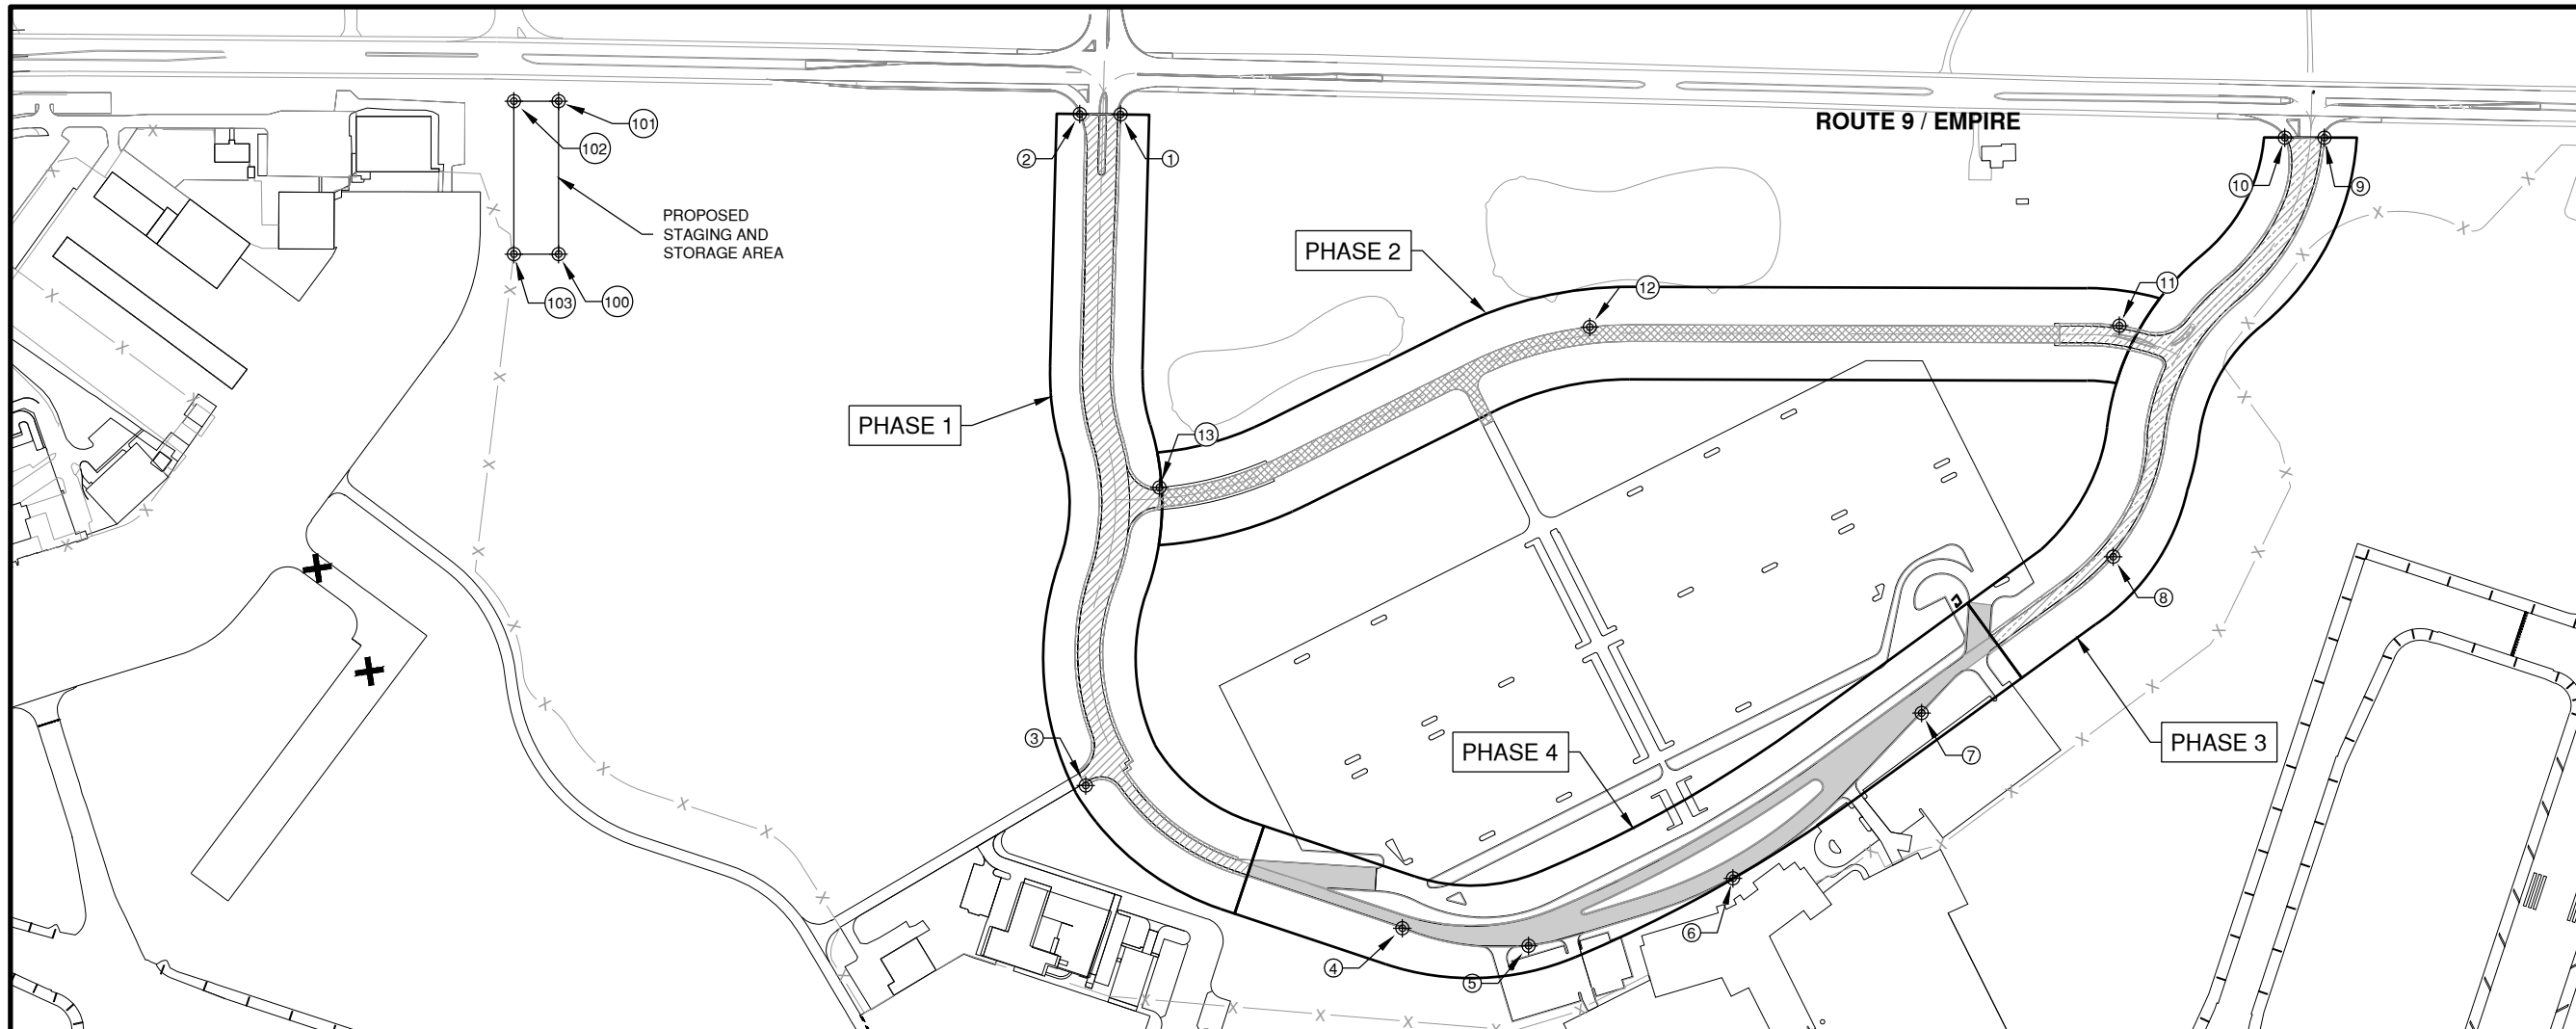 ROUTE 9 / EMPIRE
101
102
2
1
10
9
PROPOSED
STAGING AND
STORAGE AREA
PHASE 2
103
100
12
11
PHASE 1
13
8
3
PHASE 4
PHASE 3
7
6
4
5